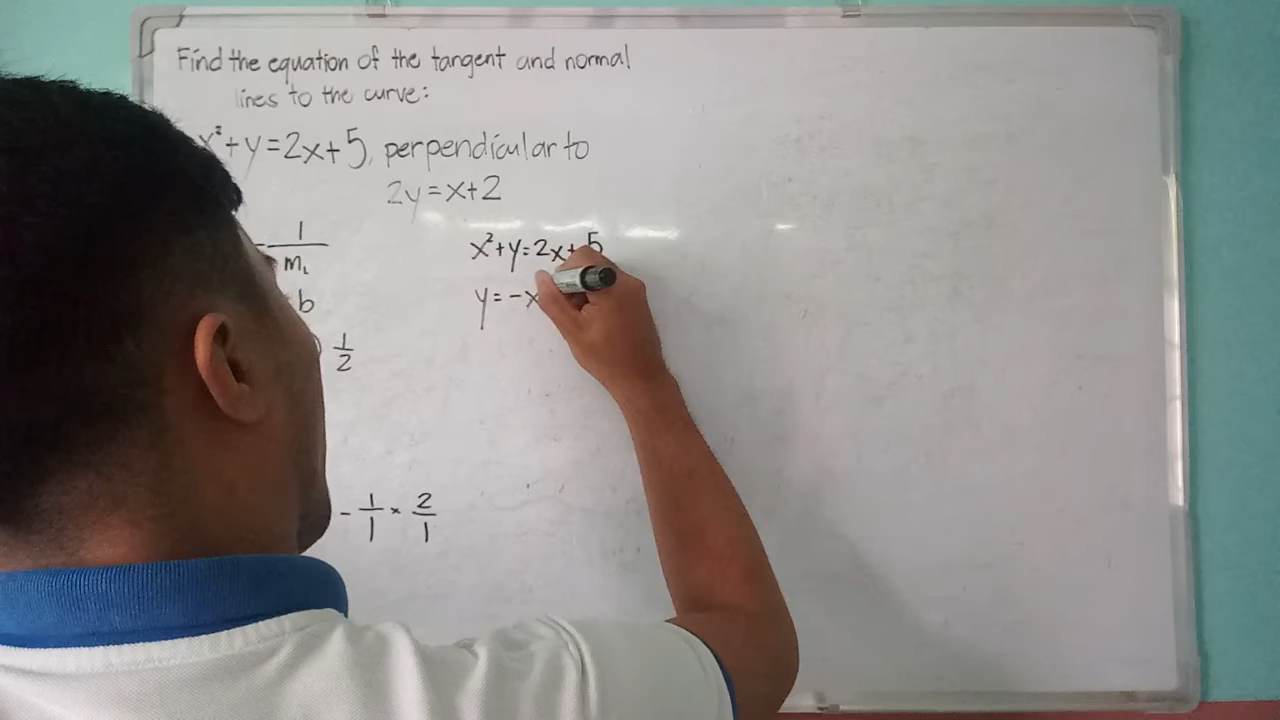 Find the equation of the tangent and normal
lines to the curve:
x²+y=2x+5, perpendicular to
2y=x+2
1
m₁
b
1/2
- 1/1 × 2/1
x²+y=2x+5
y=-x